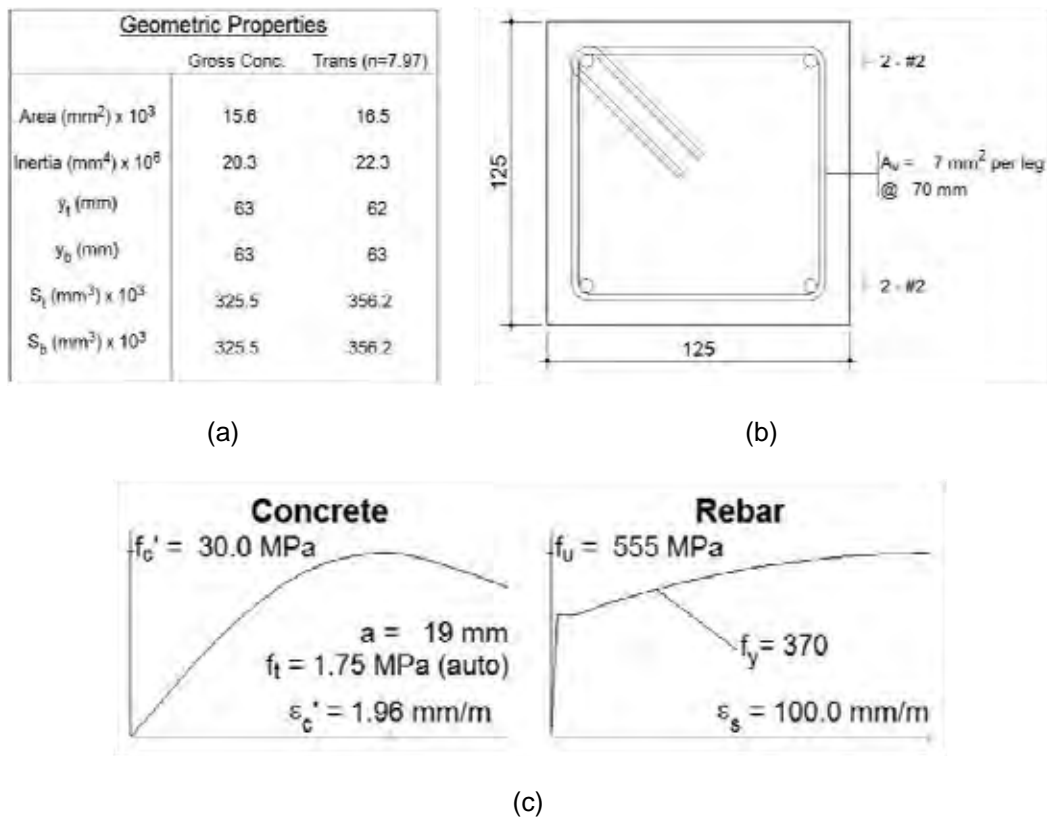 Geometric Properties
Gross Conc. Trans (n=7.97)
Area (mm²) x 10³ 15.6 16.5
Inertia (mm⁴) x 10⁶ 20.3 22.3
yₜ (mm) 63 62
y_b (mm) 63 63
Sₜ (mm³) x 10³ 325.5 356.2
S_b (mm³) x 10³ 325.5 356.2
(a)
125
2 - #2
Aᵥ = 7 mm² per leg
@ 70 mm
2 - #2
125
(b)
Concrete
f_c' = 30.0 MPa
a = 19 mm
fₜ = 1.75 MPa (auto)
ε_c' = 1.96 mm/m
Rebar
fᵤ = 555 MPa
f_y = 370
εₛ = 100.0 mm/m
(c)